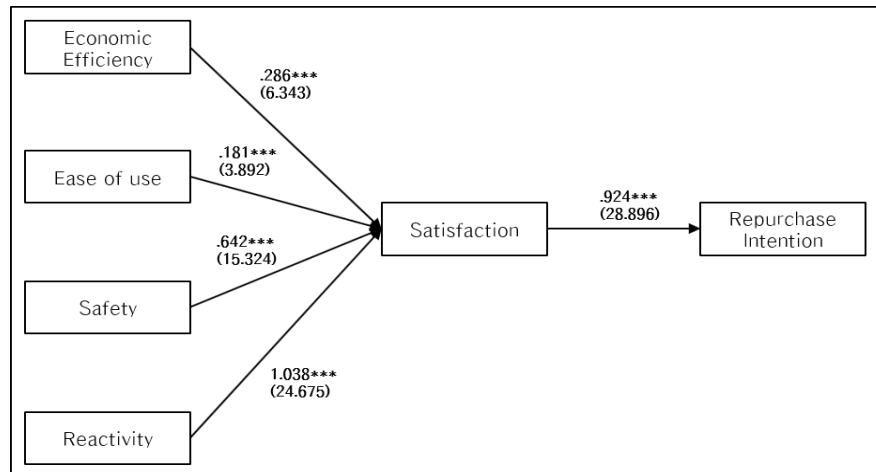 Economic
Efficiency
.286***
(6.343)
Ease of use
.181***
(3.892)
Satisfaction
.924***
(28.896)
Repurchase
Intention
.642***
(15.324)
Safety
1.038***
(24.675)
Reactivity